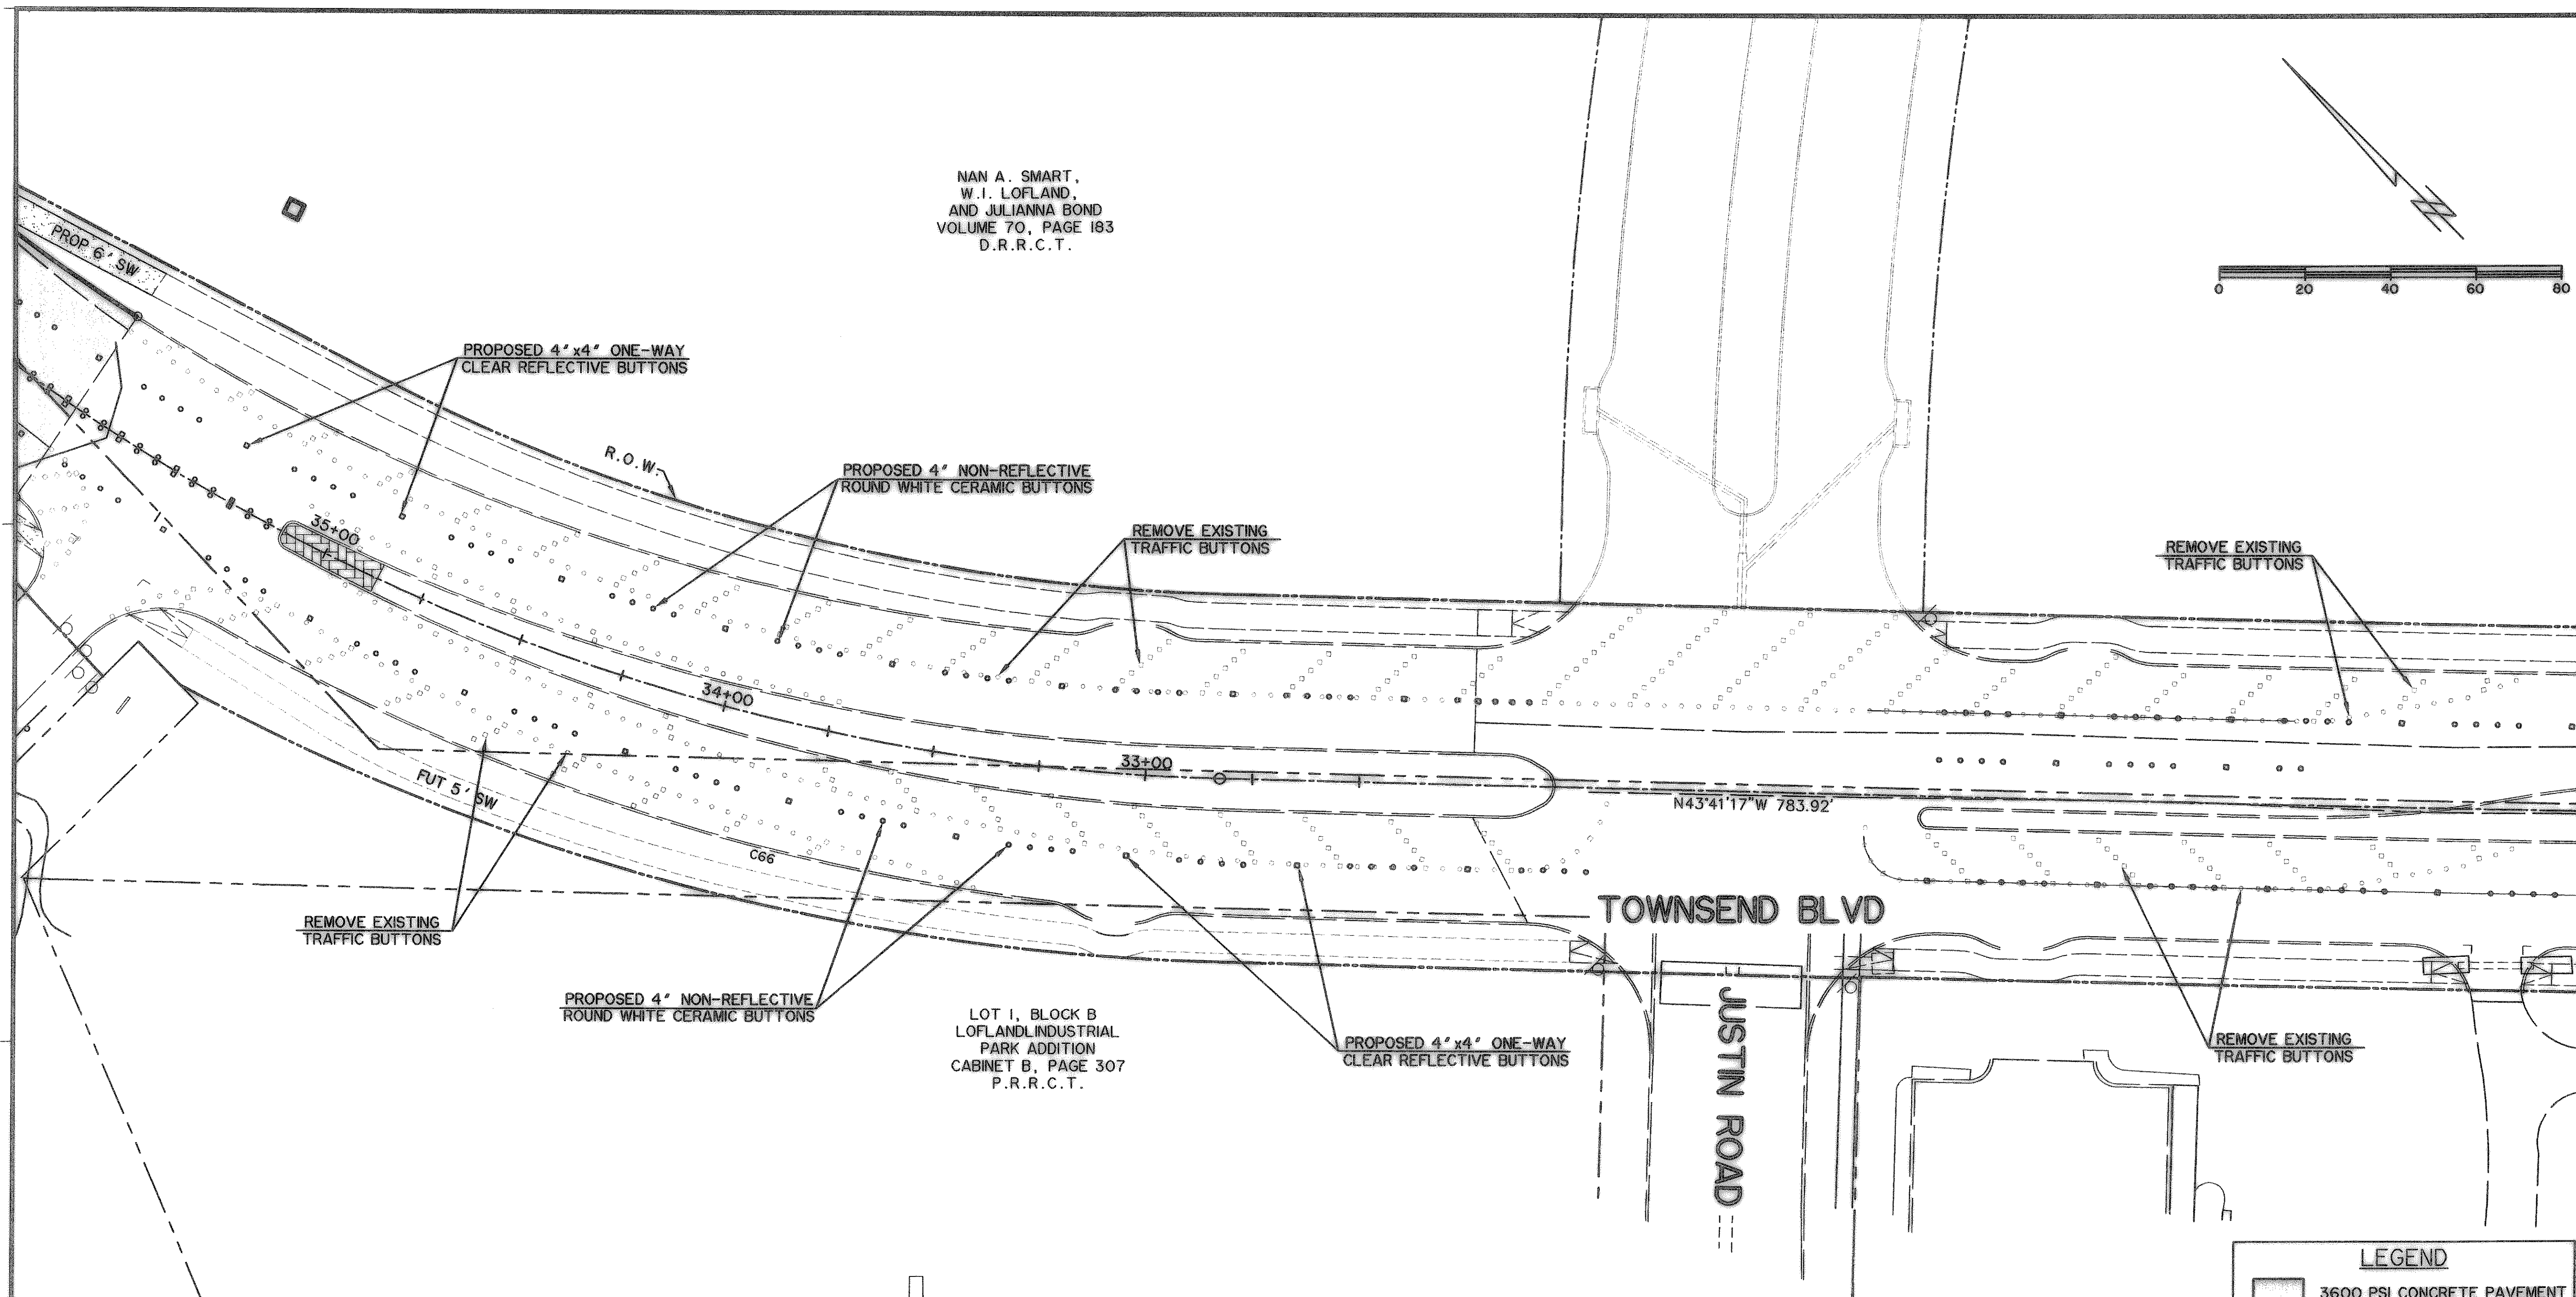 NAN A. SMART,
W.I. LOFLAND,
AND JULIANNA BOND
VOLUME 70, PAGE 183
D.R.R.C.T.
0 20 40 60 80
PROP 6' SW
PROPOSED 4"x4" ONE-WAY
CLEAR REFLECTIVE BUTTONS
R.O.W.
PROPOSED 4" NON-REFLECTIVE
ROUND WHITE CERAMIC BUTTONS
REMOVE EXISTING
TRAFFIC BUTTONS
REMOVE EXISTING
TRAFFIC BUTTONS
35+00
34+00
33+00
N43°41'17"W 783.92'
FUT 5' SW
C66
TOWNSEND BLVD
REMOVE EXISTING
TRAFFIC BUTTONS
PROPOSED 4" NON-REFLECTIVE
ROUND WHITE CERAMIC BUTTONS
LOT 1, BLOCK B
LOFLANDLINDUSTRIAL
PARK ADDITION
CABINET B, PAGE 307
P.R.R.C.T.
PROPOSED 4"x4" ONE-WAY
CLEAR REFLECTIVE BUTTONS
JUSTIN ROAD
REMOVE EXISTING
TRAFFIC BUTTONS
LEGEND
3600 PSI CONCRETE PAVEMENT